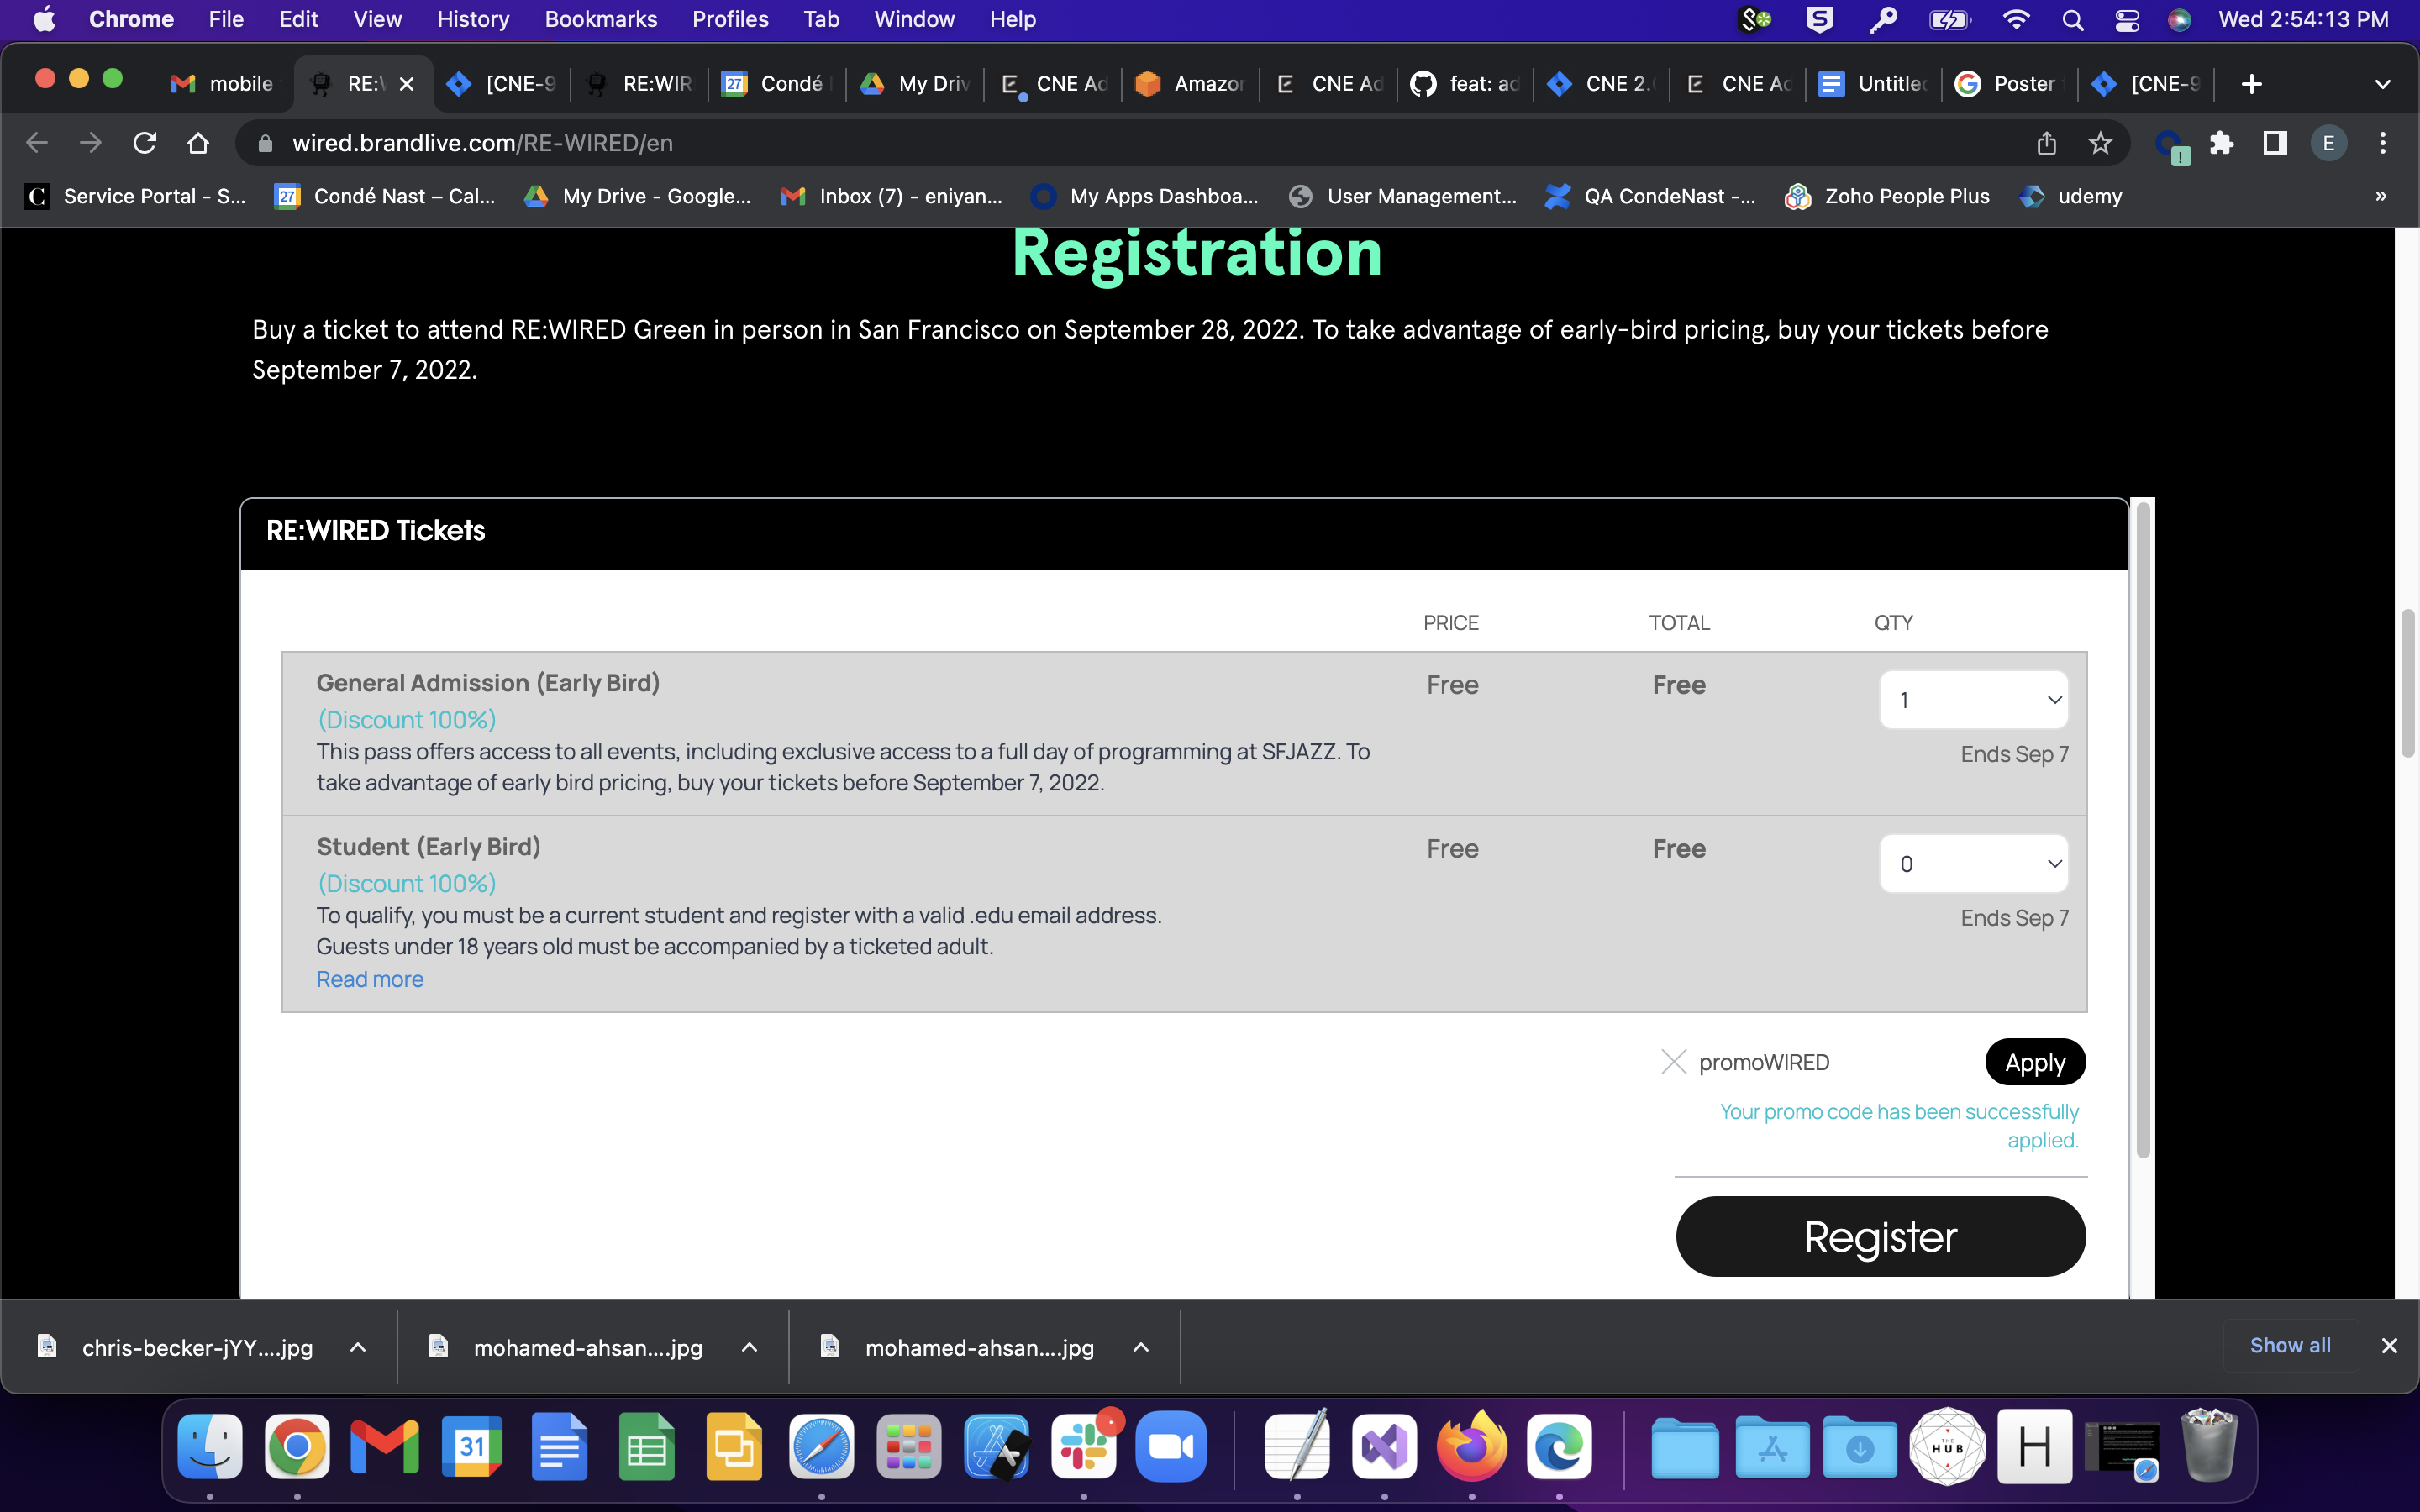 Chrome File Edit View History Bookmarks Profiles Tab Window Help Wed 2:54:13 PM
mobile RE:\ [CNE-9 RE:WIR Condé My Driv CNE Ad Amazon CNE Ad feat: ad CNE 2. CNE Ad Untitled Poster [CNE-9
wired.brandlive.com/RE-WIRED/en E
Service Portal - S... Condé Nast – Cal... My Drive - Google... Inbox (7) - eniyan... My Apps Dashboa... User Management... QA CondeNast -... Zoho People Plus udemy »
Registration
Buy a ticket to attend RE:WIRED Green in person in San Francisco on September 28, 2022. To take advantage of early-bird pricing, buy your tickets before
September 7, 2022.
RE:WIRED Tickets
PRICE TOTAL QTY
General Admission (Early Bird) Free Free 1
(Discount 100%)
This pass offers access to all events, including exclusive access to a full day of programming at SFJAZZ. To
take advantage of early bird pricing, buy your tickets before September 7, 2022.
Ends Sep 7
Student (Early Bird) Free Free 0
(Discount 100%)
To qualify, you must be a current student and register with a valid .edu email address.
Guests under 18 years old must be accompanied by a ticketed adult.
Ends Sep 7
Read more
promoWIRED Apply
Your promo code has been successfully
applied.
Register
chris-becker-jYY....jpg mohamed-ahsan....jpg mohamed-ahsan....jpg Show all
31 THE HUB H